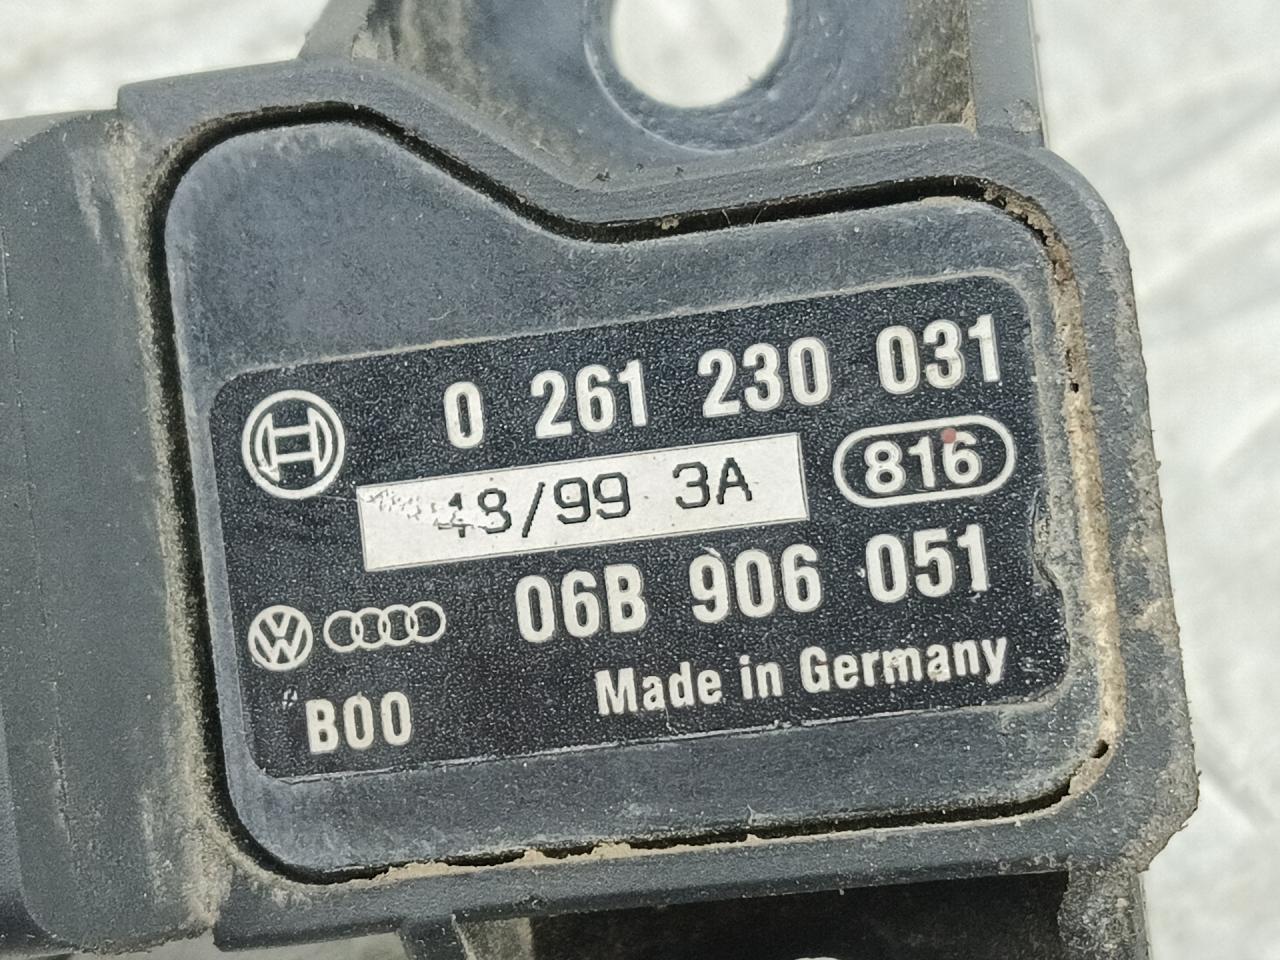 0 261 230 031
48/99 3A 816
06B 906 051
Made in Germany
B00